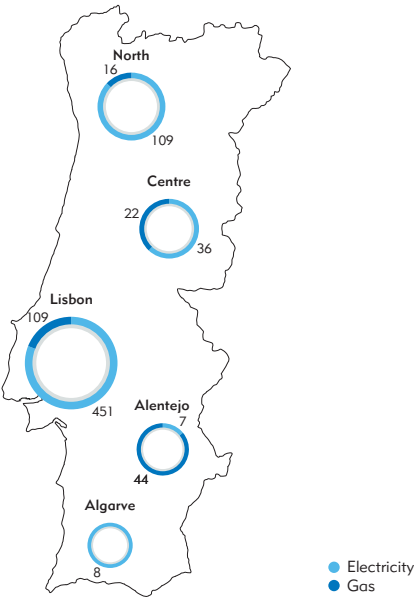 North
16
109
Centre
22
36
Lisbon
109
451
Alentejo
7
44
Algarve
8
Electricity
Gas